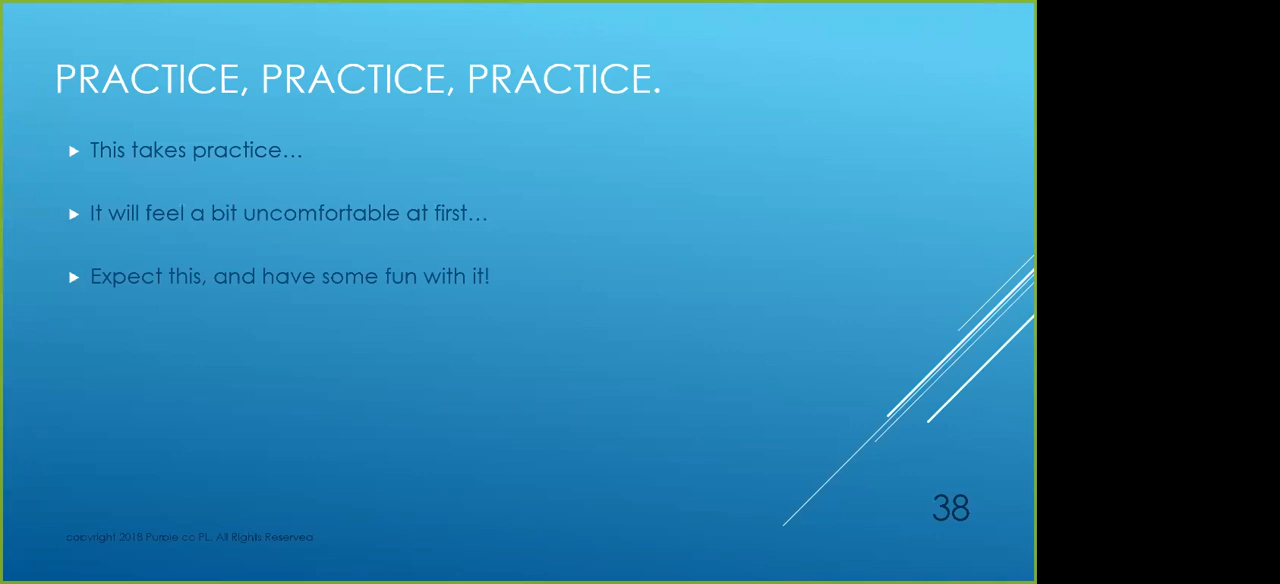 PRACTICE, PRACTICE, PRACTICE.
This takes practice…
It will feel a bit uncomfortable at first…
Expect this, and have some fun with it!
38
copyright 2018 Purple co PL. All Rights Reserved